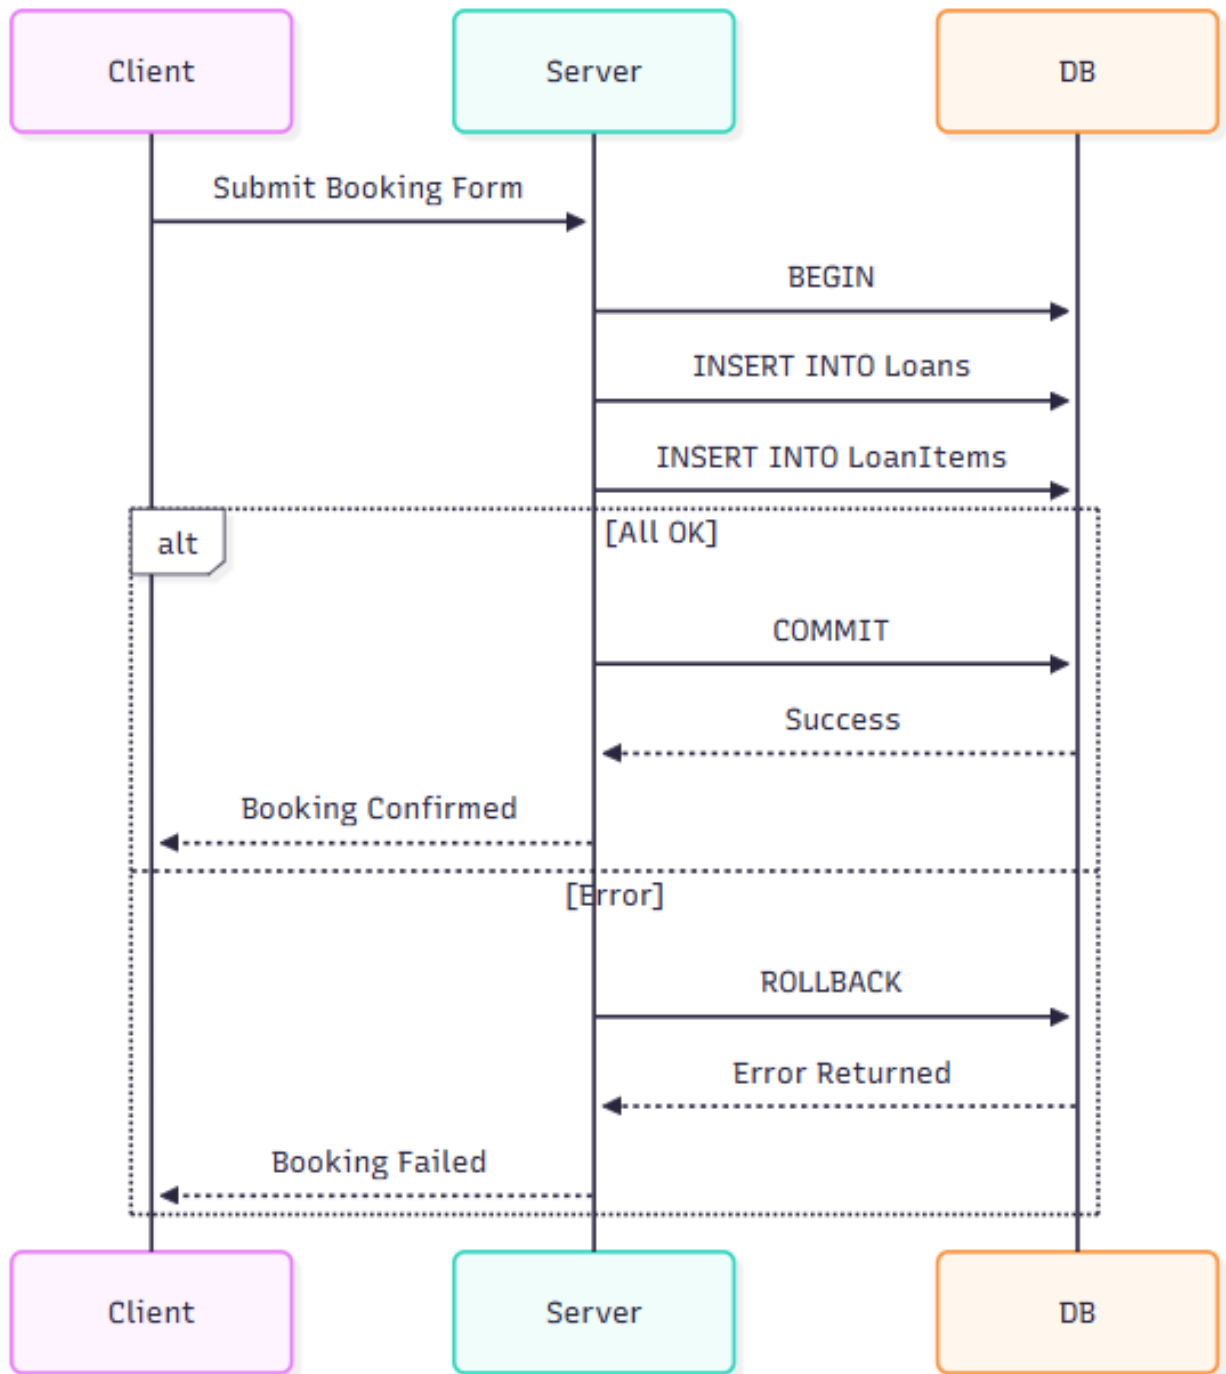 Client
Server
DB
Submit Booking Form
BEGIN
INSERT INTO Loans
INSERT INTO LoanItems
alt
[All OK]
COMMIT
Success
Booking Confirmed
[Error]
ROLLBACK
Error Returned
Booking Failed
Client
Server
DB